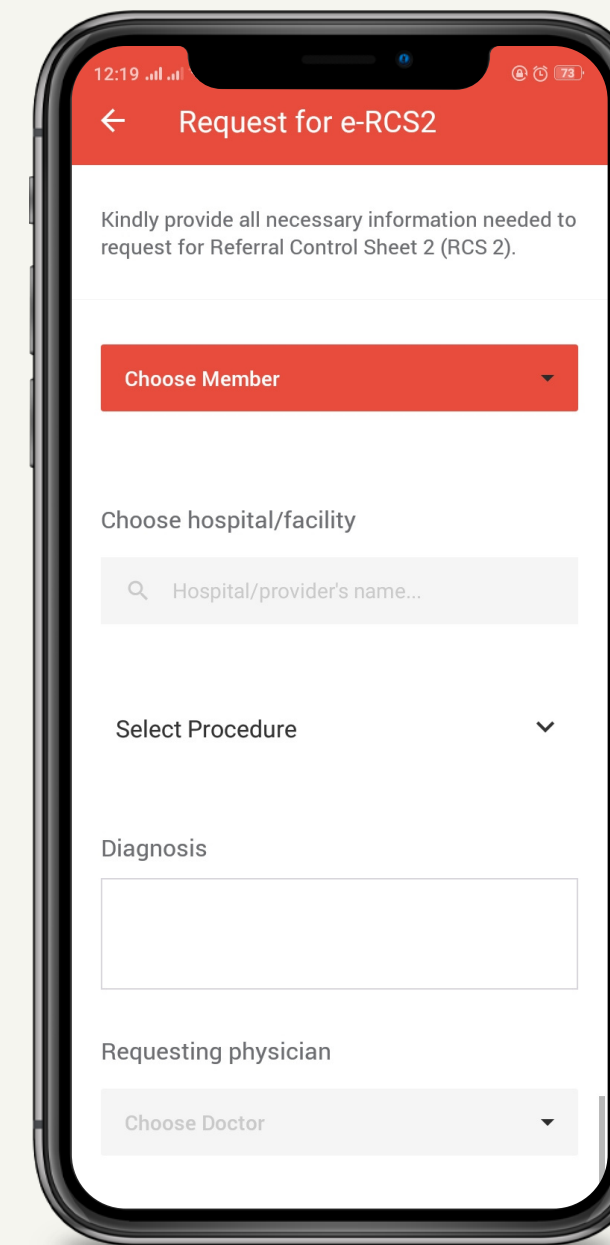 12:19
73
Request for e-RCS2
Kindly provide all necessary information needed to
request for Referral Control Sheet 2 (RCS 2).
Choose Member
Choose hospital/facility
Hospital/provider's name...
Select Procedure
Diagnosis
Requesting physician
Choose Doctor